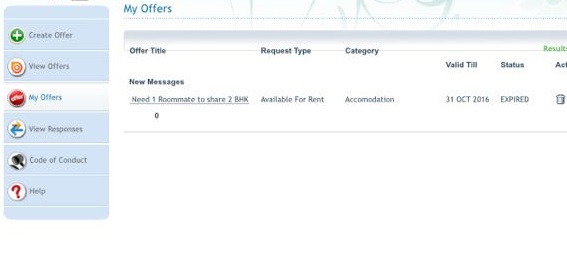 My Offers
Create Offer
View Offers
My Offers
View Responses
Code of Conduct
Help
Offer Title Request Type Category
Valid Till Status
New Messages
Need 1 Roommate to share 2 BHK Available For Rent Accomodation 31 OCT 2016 EXPIRED
0